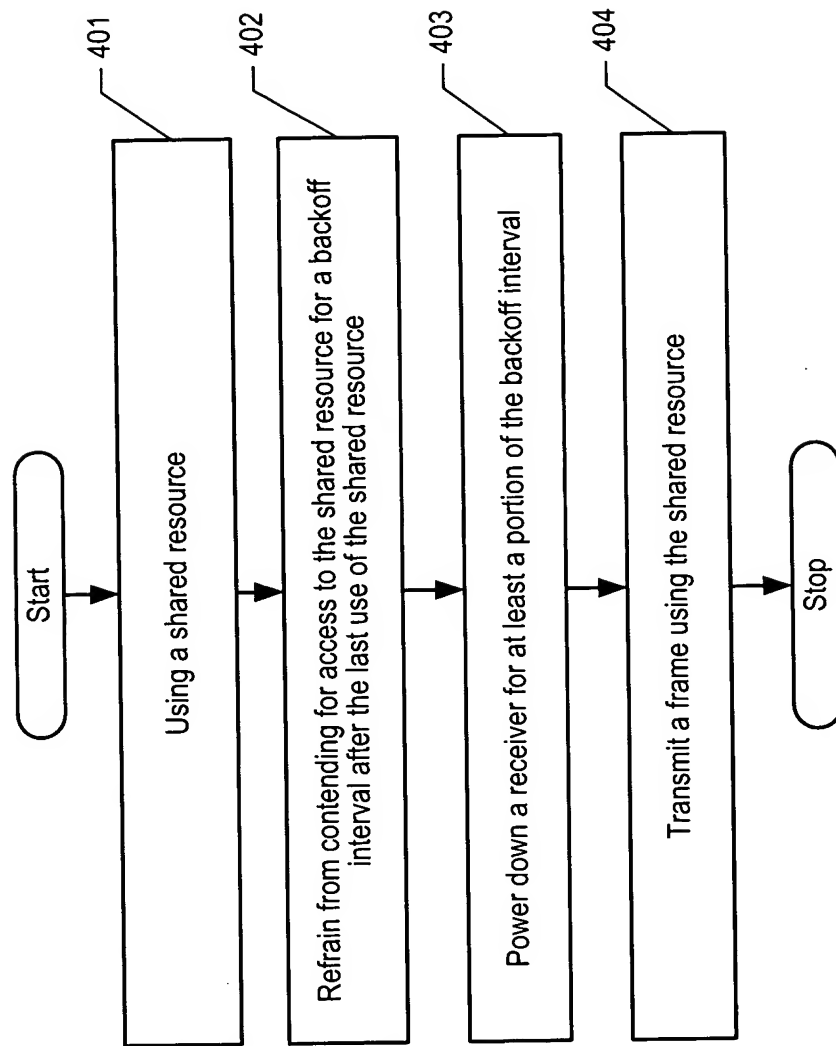 Start
401
Using a shared resource
402
Refrain from contending for access to the shared resource for a backoff
interval after the last use of the shared resource
403
Power down a receiver for at least a portion of the backoff interval
404
Transmit a frame using the shared resource
Stop